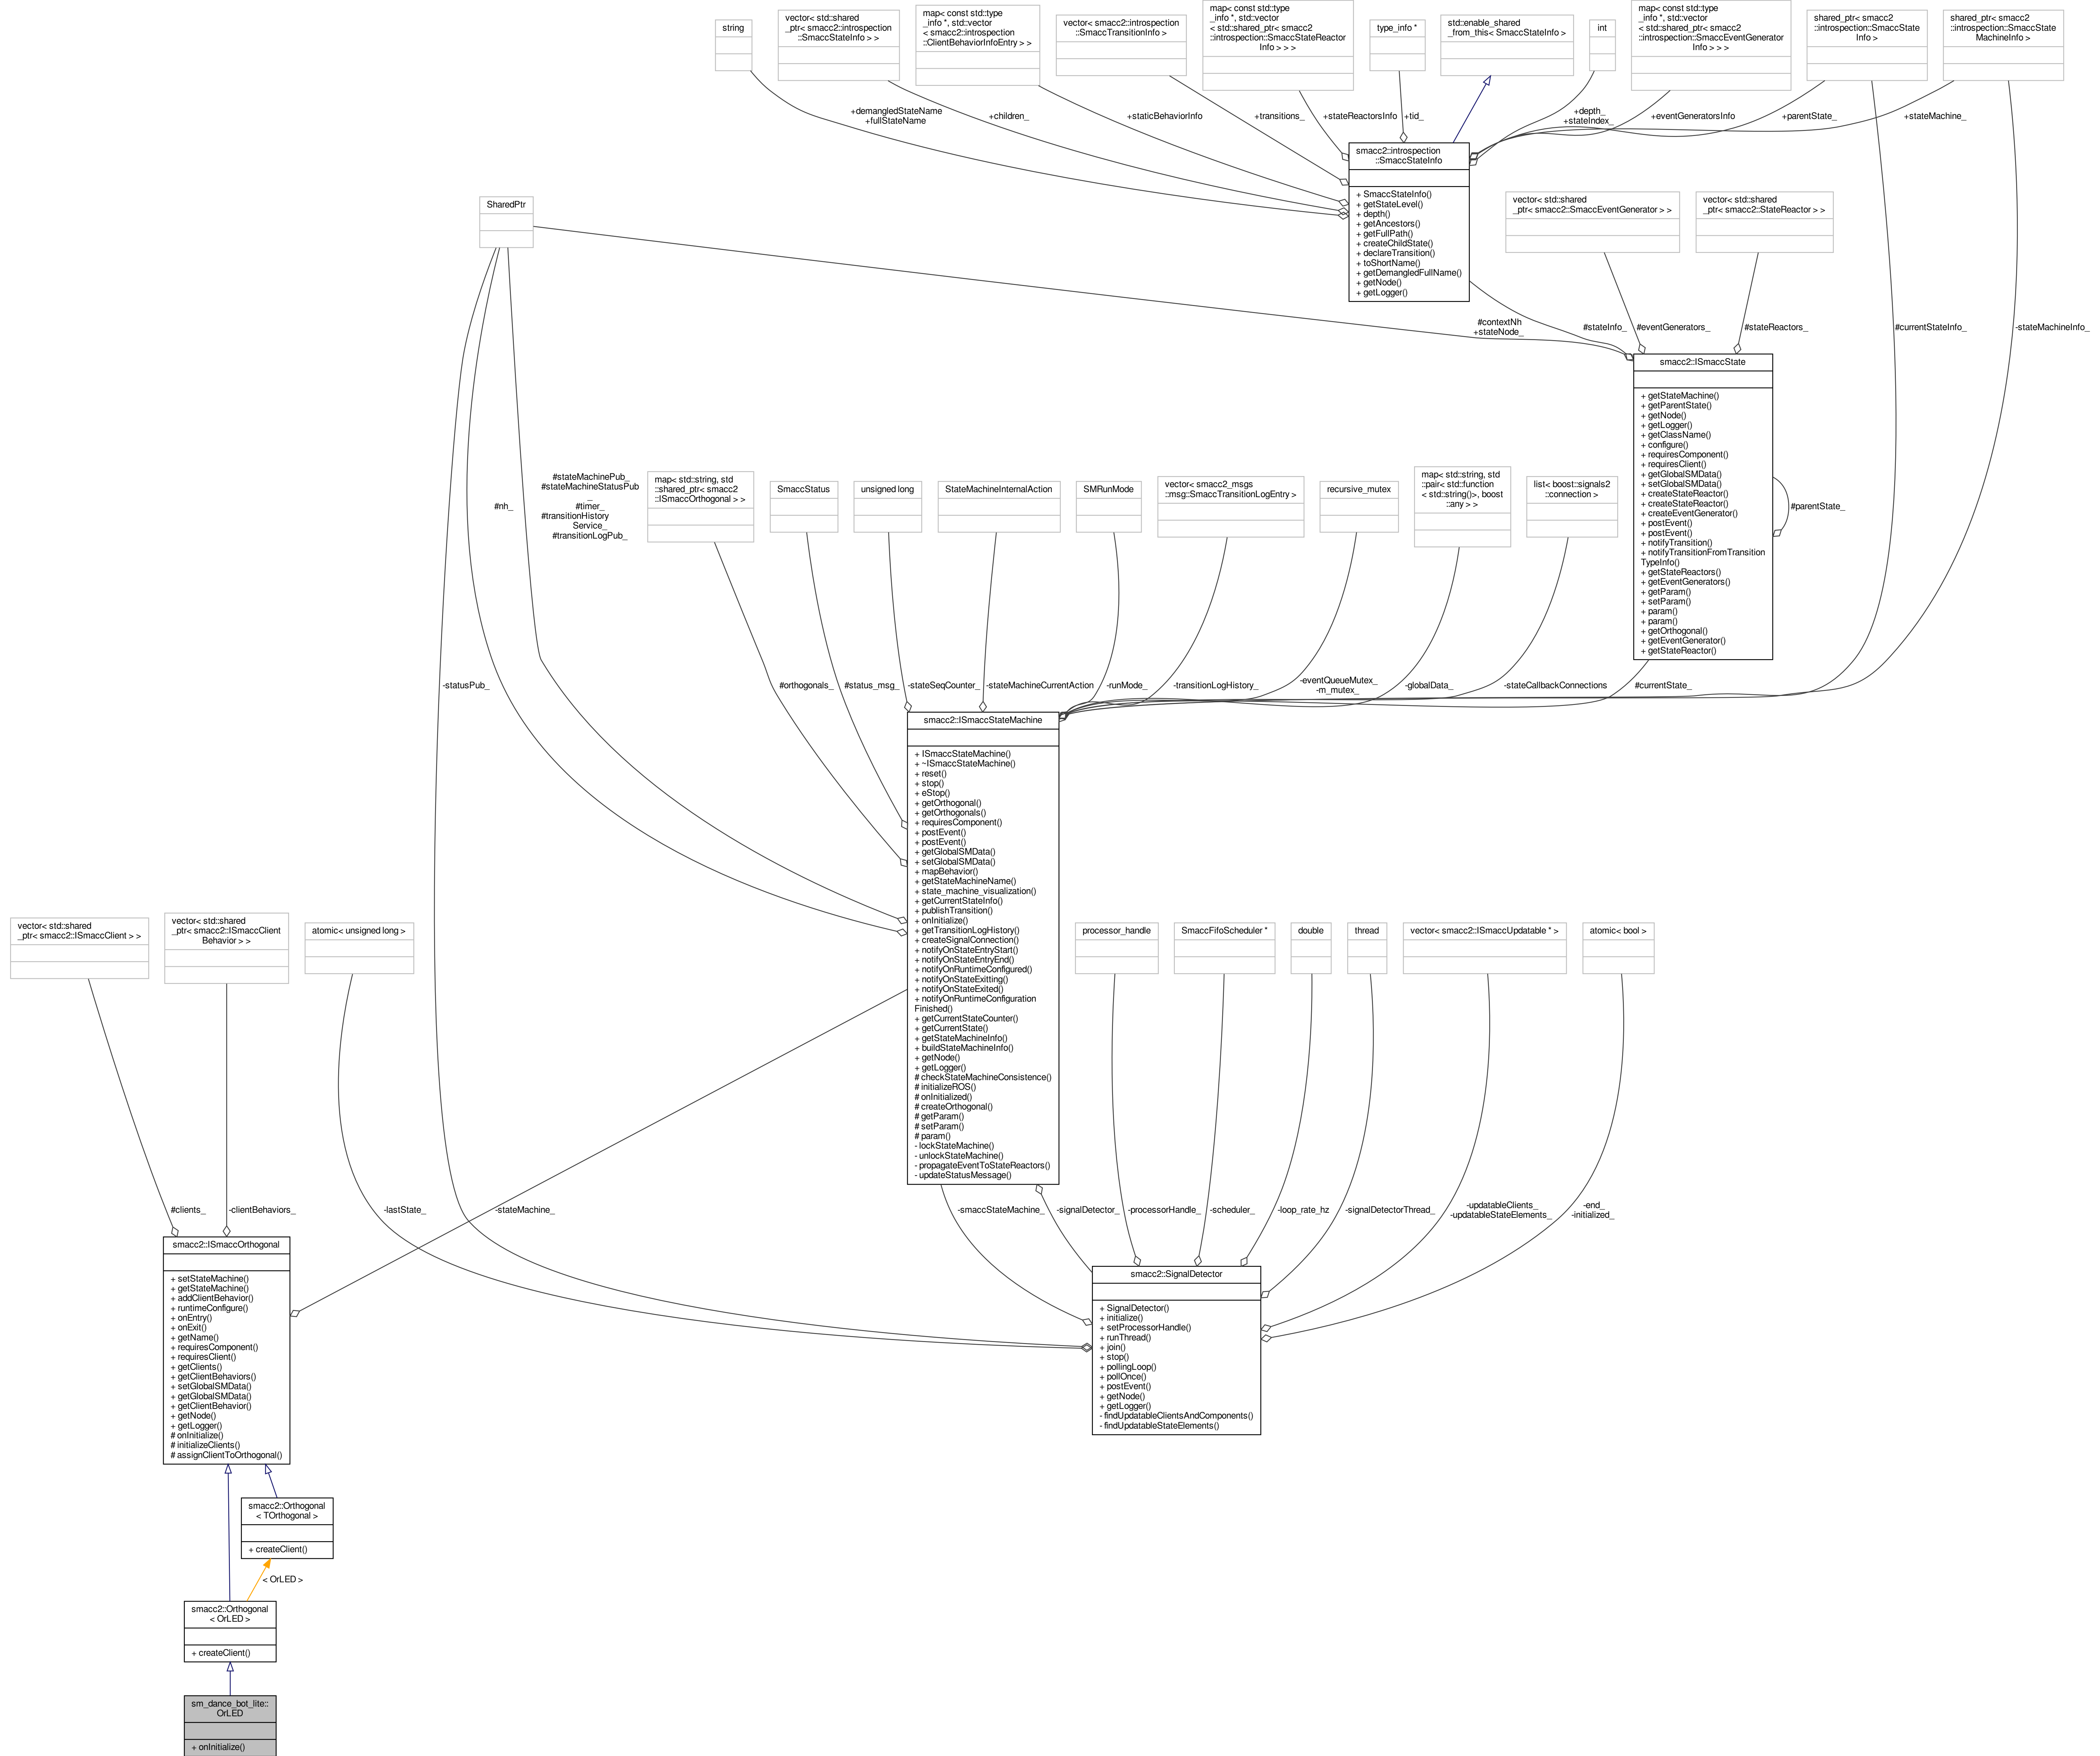 string
vector< std::shared
_ptr< smacc2::introspection
::SmaccStateInfo > >
map< const std::type
_info *, std::vector
< smacc2::introspection
::ClientBehaviorInfoEntry > >
vector< smacc2::introspection
::SmaccTransitionInfo >
map< const std::type
_info *, std::vector
< std::shared_ptr< smacc2
::introspection::SmaccStateReactor
Info > > >
type_info *
std::enable_shared
_from_this< SmaccStateInfo >
int
map< const std::type
_info *, std::vector
< std::shared_ptr< smacc2
::introspection::SmaccEventGenerator
Info > > >
shared_ptr< smacc2
::introspection::SmaccState
Info >
shared_ptr< smacc2
::introspection::SmaccState
MachineInfo >
+demangledStateName
+fullStateName
+children_
+staticBehaviorInfo
+transitions_
+stateReactorsInfo
+tid_
+depth_
+stateIndex_
+eventGeneratorsInfo
+parentState_
+stateMachine_
smacc2::introspection
::SmaccStateInfo
+ SmaccStateInfo()
+ getStateLevel()
+ depth()
+ getAncestors()
+ getFullPath()
+ createChildState()
+ declareTransition()
+ toShortName()
+ getDemangledFullName()
+ getNode()
+ getLogger()
SharedPtr
vector< std::shared
_ptr< smacc2::SmaccEventGenerator > >
vector< std::shared
_ptr< smacc2::StateReactor > >
#contextNh
+stateNode_
#stateInfo_
#eventGenerators_
#stateReactors_
#currentStateInfo_
-stateMachineInfo_
smacc2::ISmaccState
+ getStateMachine()
+ getParentState()
+ getNode()
+ getLogger()
+ getClassName()
+ configure()
+ requiresComponent()
+ requiresClient()
+ getGlobalSMData()
+ setGlobalSMData()
+ createStateReactor()
+ createStateReactor()
+ createEventGenerator()
+ postEvent()
+ postEvent()
+ notifyTransition()
+ notifyTransitionFromTransition
TypeInfo()
+ getStateReactors()
+ getEventGenerators()
+ getParam()
+ setParam()
+ param()
+ param()
+ getOrthogonal()
+ getEventGenerator()
+ getStateReactor()
#parentState_
#nh_
#stateMachinePub_
#stateMachineStatusPub
_
#timer_
#transitionHistory
Service_
#transitionLogPub_
map< std::string, std
::shared_ptr< smacc2
::ISmaccOrthogonal > >
SmaccStatus
unsigned long
StateMachineInternalAction
SMRunMode
vector< smacc2_msgs
::msg::SmaccTransitionLogEntry >
recursive_mutex
map< std::string, std
::pair< std::function
< std::string()>, boost
::any > >
list< boost::signals2
::connection >
-statusPub_
#orthogonals_
#status_msg_
-stateSeqCounter_
-stateMachineCurrentAction
-runMode_
-transitionLogHistory_
-eventQueueMutex_
-m_mutex_
-globalData_
-stateCallbackConnections
#currentState_
smacc2::ISmaccStateMachine
+ ISmaccStateMachine()
+ ~ISmaccStateMachine()
+ reset()
+ stop()
+ eStop()
+ getOrthogonal()
+ getOrthogonals()
+ requiresComponent()
+ postEvent()
+ postEvent()
+ getGlobalSMData()
+ setGlobalSMData()
+ mapBehavior()
+ getStateMachineName()
+ state_machine_visualization()
+ getCurrentStateInfo()
+ publishTransition()
+ onInitialize()
+ getTransitionLogHistory()
+ createSignalConnection()
+ notifyOnStateEntryStart()
+ notifyOnStateEntryEnd()
+ notifyOnRuntimeConfigured()
+ notifyOnStateExitting()
+ notifyOnStateExited()
+ notifyOnRuntimeConfiguration
Finished()
+ getCurrentStateCounter()
+ getCurrentState()
+ getStateMachineInfo()
+ buildStateMachineInfo()
+ getNode()
+ getLogger()
# checkStateMachineConsistence()
# initializeROS()
# onInitialized()
# createOrthogonal()
# getParam()
# setParam()
# param()
- lockStateMachine()
- unlockStateMachine()
- propagateEventToStateReactors()
- updateStatusMessage()
vector< std::shared
_ptr< smacc2::ISmaccClient > >
vector< std::shared
_ptr< smacc2::ISmaccClient
Behavior > >
atomic< unsigned long >
processor_handle
SmaccFifoScheduler *
double
thread
vector< smacc2::ISmaccUpdatable * >
atomic< bool >
#clients_
-clientBehaviors_
-lastState_
-stateMachine_
-smaccStateMachine_
-signalDetector_
-processorHandle_
-scheduler_
-loop_rate_hz
-signalDetectorThread_
-updatableClients_
-updatableStateElements_
-end_
-initialized_
smacc2::ISmaccOrthogonal
+ setStateMachine()
+ getStateMachine()
+ addClientBehavior()
+ runtimeConfigure()
+ onEntry()
+ onExit()
+ getName()
+ requiresComponent()
+ requiresClient()
+ getClients()
+ getClientBehaviors()
+ setGlobalSMData()
+ getGlobalSMData()
+ getClientBehavior()
+ getNode()
+ getLogger()
# onInitialize()
# initializeClients()
# assignClientToOrthogonal()
smacc2::SignalDetector
+ SignalDetector()
+ initialize()
+ setProcessorHandle()
+ runThread()
+ join()
+ stop()
+ pollingLoop()
+ pollOnce()
+ postEvent()
+ getNode()
+ getLogger()
- findUpdatableClientsAndComponents()
- findUpdatableStateElements()
smacc2::Orthogonal
< TOrthogonal >
+ createClient()
< OrLED >
smacc2::Orthogonal
< OrLED >
+ createClient()
sm_dance_bot_lite::
OrLED
+ onInitialize()